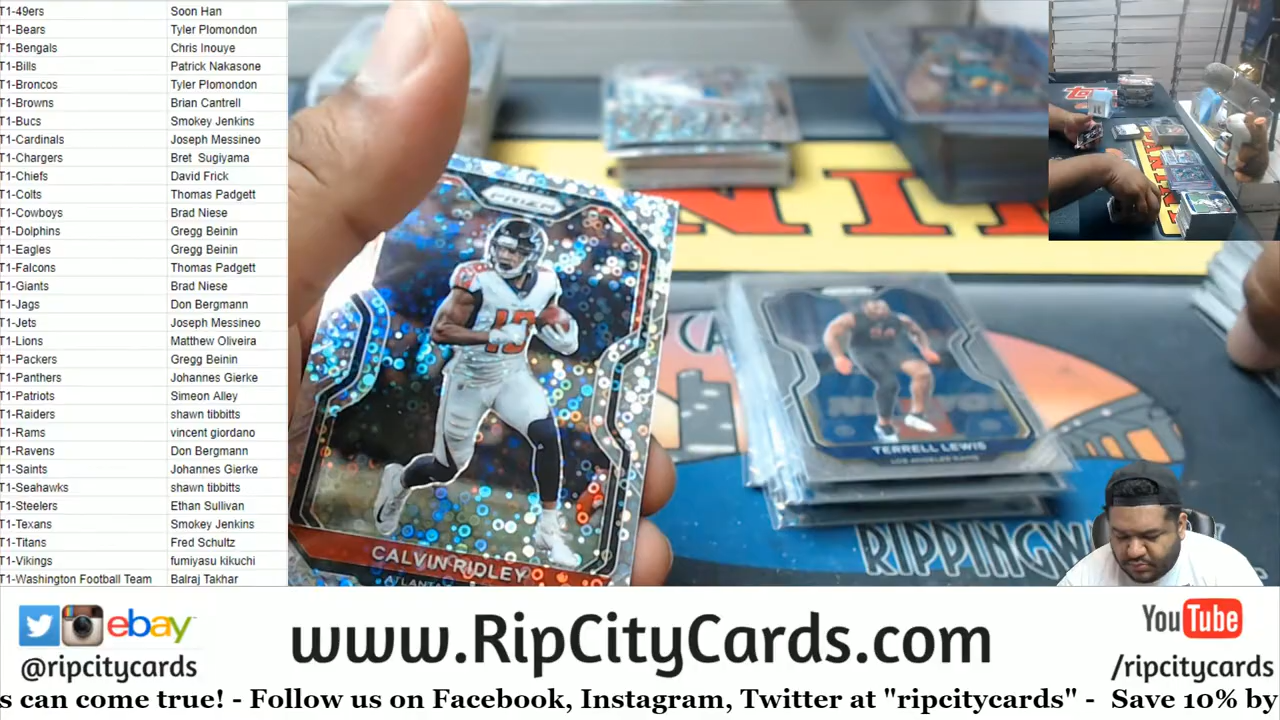 T1-49ers Soon Han
T1-Bears Tyler Plomondon
T1-Bengals Chris Inouye
T1-Bills Patrick Nakasone
T1-Broncos Tyler Plomondon
T1-Browns Brian Cantrell
T1-Bucs Smokey Jenkins
T1-Cardinals Joseph Messineo
T1-Chargers Bret Sugiyama
T1-Chiefs David Frick
T1-Colts Thomas Padgett
T1-Cowboys Brad Niese
T1-Dolphins Gregg Beinin
T1-Eagles Gregg Beinin
T1-Falcons Thomas Padgett
T1-Giants Brad Niese
T1-Jags Don Bergmann
T1-Jets Joseph Messineo
T1-Lions Matthew Oliveira
T1-Packers Gregg Beinin
T1-Panthers Johannes Gierke
T1-Patriots Simeon Alley
T1-Raiders shawn tibbitts
T1-Rams vincent giordano
T1-Ravens Don Bergmann
T1-Saints Johannes Gierke
T1-Seahawks shawn tibbitts
T1-Steelers Ethan Sullivan
T1-Texans Smokey Jenkins
T1-Titans Fred Schultz
T1-Vikings fumiyasu kikuchi
T1-Washington Football Team Balraj Takhar
PRIZM
CALVIN RIDLEY
ATLANTA
TERRELL LEWIS
LOS ANGELES RAMS
RIPPINGW
ebay
@ripcitycards
www.RipCityCards.com
YouTube
/ripcitycards
s can come true! - Follow us on Facebook, Instagram, Twitter at "ripcitycards" - Save 10% by